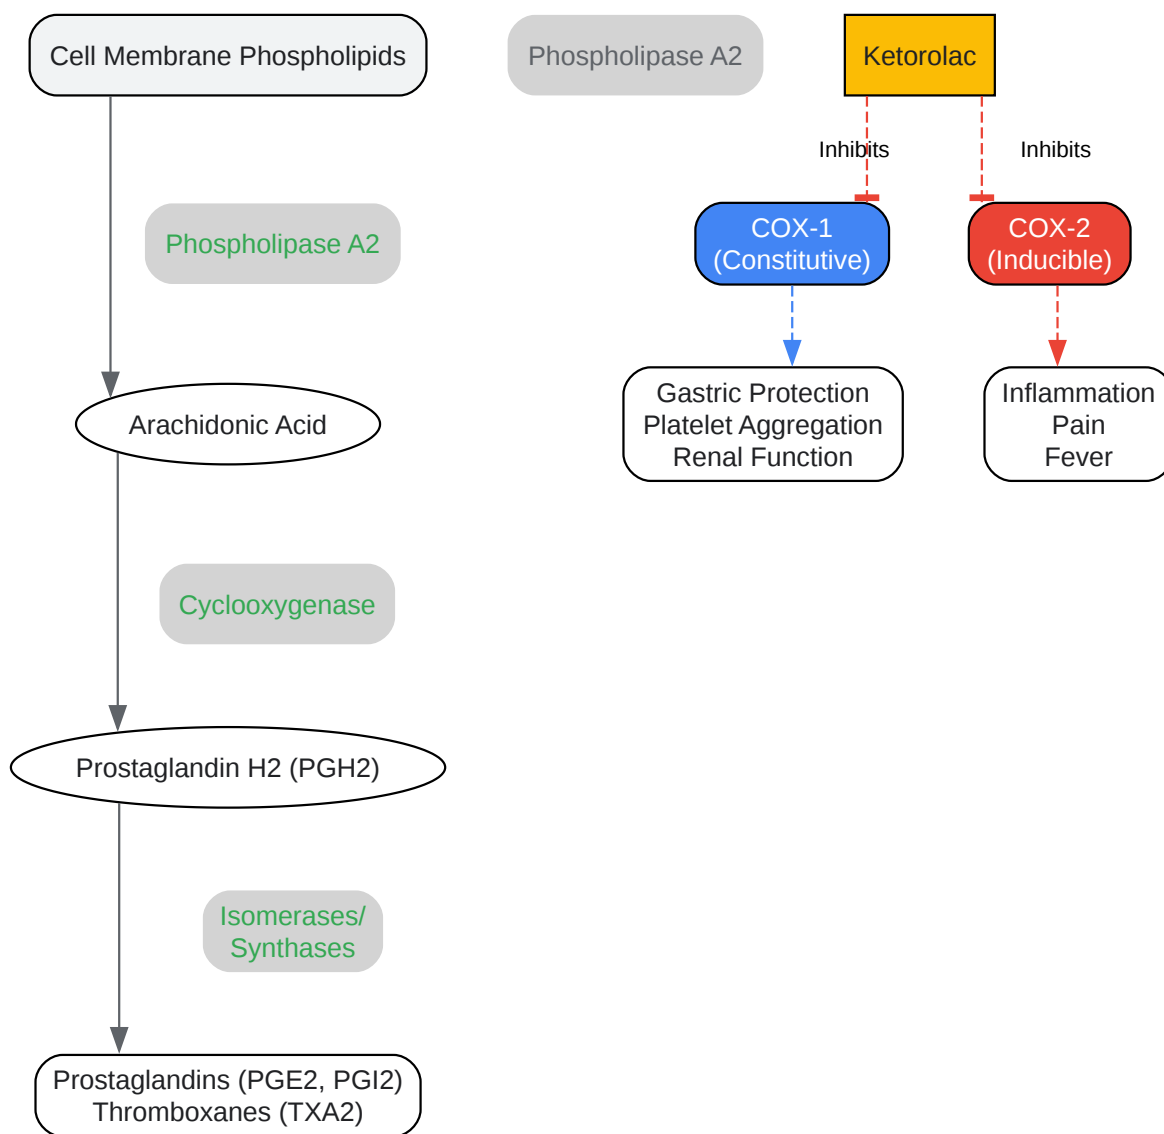 Cell Membrane Phospholipids
Phospholipase A2
Ketorolac
Inhibits
Inhibits
Phospholipase A2
COX-1
(Constitutive)
COX-2
(Inducible)
Gastric Protection
Platelet Aggregation
Renal Function
Inflammation
Pain
Fever
Arachidonic Acid
Cyclooxygenase
Prostaglandin H2 (PGH2)
Isomerases/
Synthases
Prostaglandins (PGE2, PGI2)
Thromboxanes (TXA2)